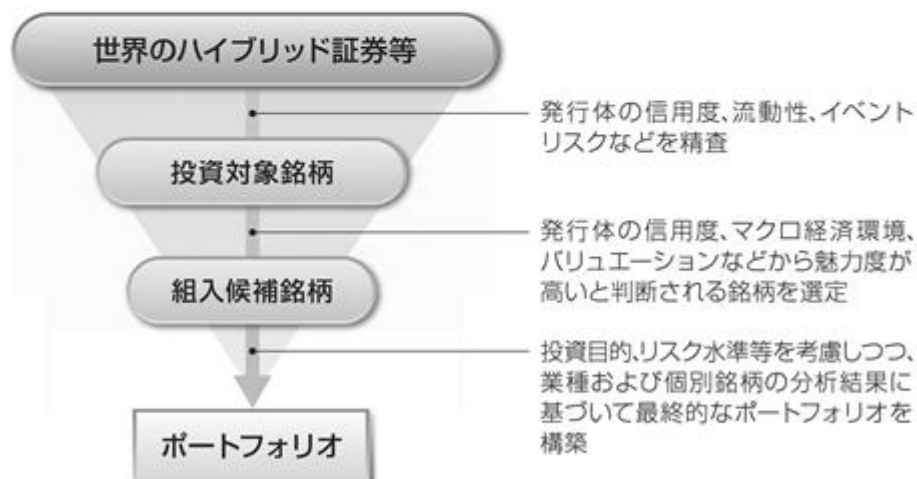 世界のハイブリッド証券等
発行体の信用度、流動性、イベント
リスクなどを精査
投資対象銘柄
発行体の信用度、マクロ経済環境、
バリュエーションなどから魅力度が
高いと判断される銘柄を選定
組入候補銘柄
投資目的、リスク水準等を考慮しつつ、
業種および個別銘柄の分析結果に
基づいて最終的なポートフォリオを
構築
ポートフォリオ